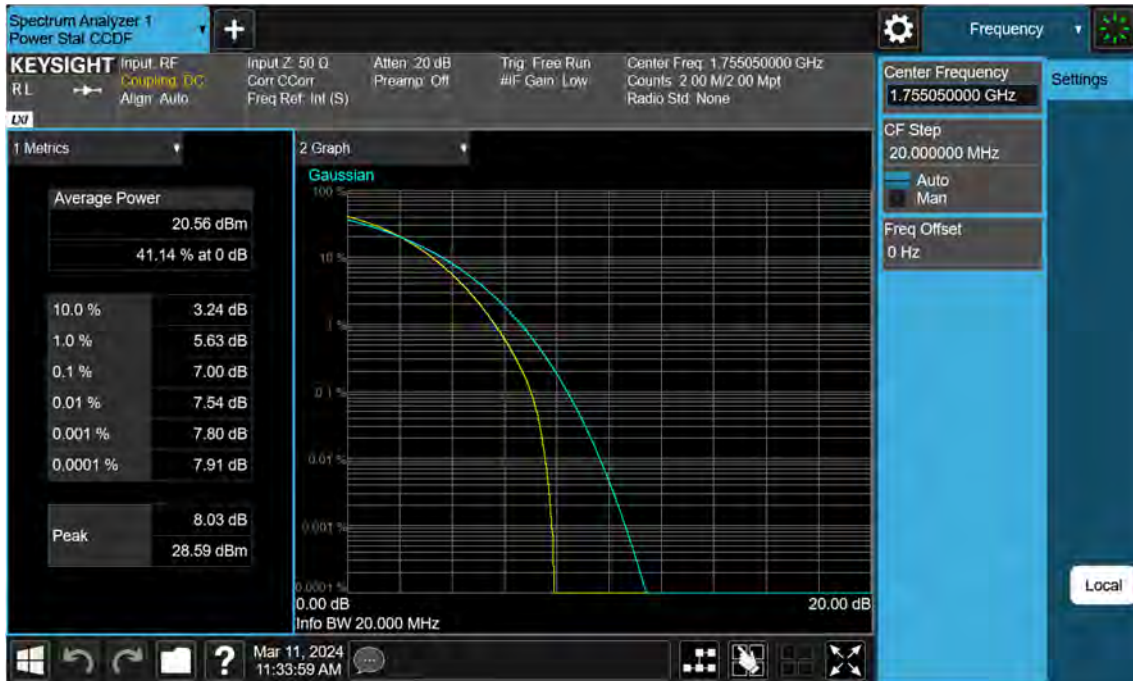 Spectrum Analyzer 1
Power Stat CCDF
+
Frequency
KEYSIGHT
RL
LXI
Input: RF
Coupling: DC
Align: Auto
Input Z: 50 Ω
Corr CCorr
Freq Ref: Int (S)
Atten: 20 dB
Preamp: Off
Trig: Free Run
#IF Gain: Low
Center Freq: 1.755050000 GHz
Counts: 2.00 M/2.00 Mpt
Radio Std: None
Center Frequency
1.755050000 GHz
Settings
CF Step
20.000000 MHz
Auto
Man
Freq Offset
0 Hz
Local
1 Metrics
Average Power
20.56 dBm
41.14 % at 0 dB
10.0 % 3.24 dB
1.0 % 5.63 dB
0.1 % 7.00 dB
0.01 % 7.54 dB
0.001 % 7.80 dB
0.0001 % 7.91 dB
Peak
8.03 dB
28.59 dBm
2 Graph
Gaussian
100 %
10 %
1 %
0.1 %
0.01 %
0.001 %
0.0001 %
0.00 dB 20.00 dB
Info BW 20.000 MHz
?
Mar 11, 2024
11:33:59 AM